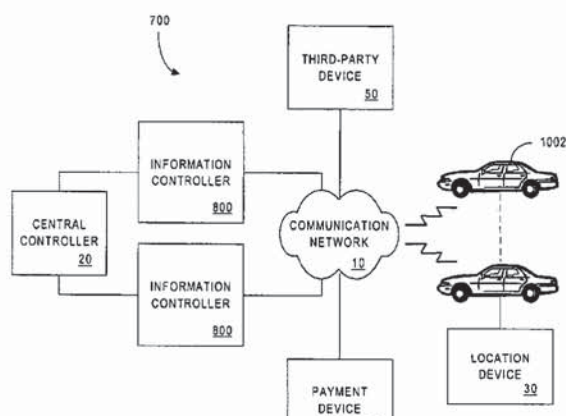 700
THIRD-PARTY
DEVICE
50
1002
INFORMATION
CONTROLLER
800
CENTRAL
CONTROLLER
20
COMMUNICATION
NETWORK
10
INFORMATION
CONTROLLER
800
LOCATION
DEVICE
30
PAYMENT
DEVICE